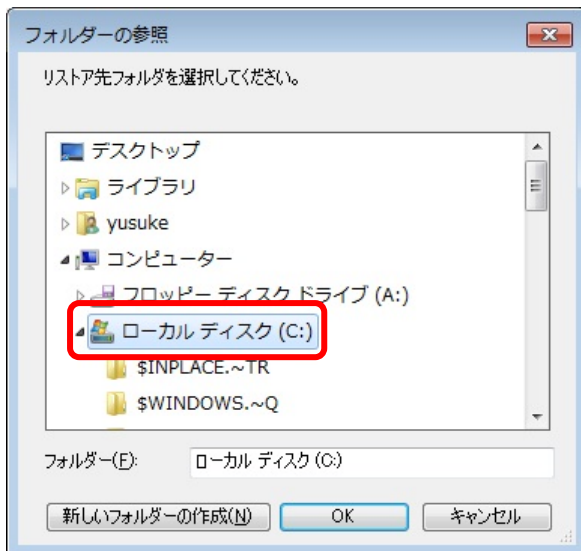 フォルダーの参照
リストア先フォルダを選択してください。
デスクトップ
ライブラリ
yusuke
コンピューター
フロッピー ディスク ドライブ (A:)
ローカル ディスク (C:)
$INPLACE.~TR
$WINDOWS.~Q
フォルダー(F): ローカル ディスク (C:)
新しいフォルダーの作成(N) OK キャンセル